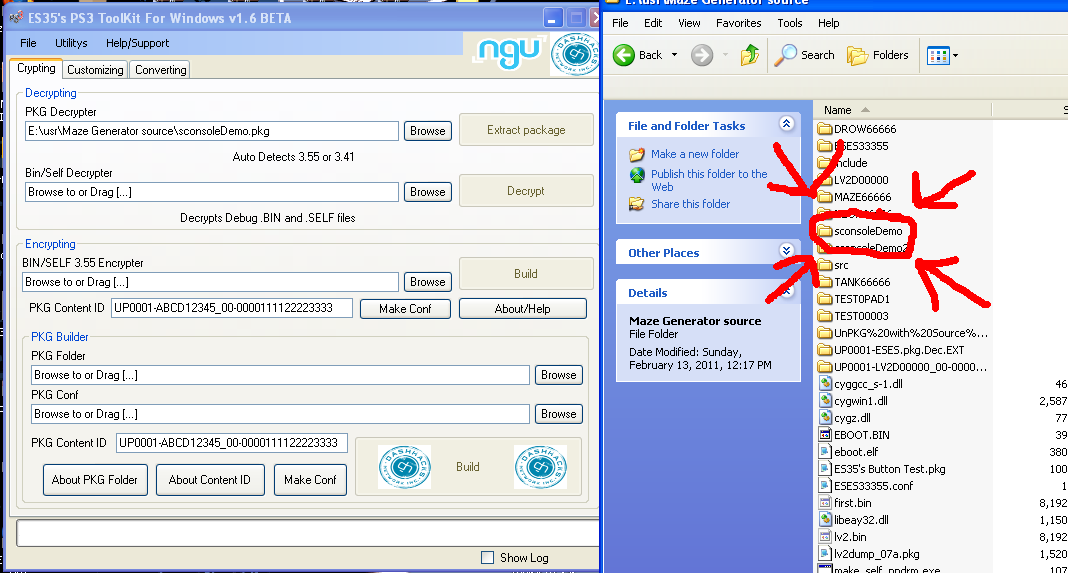 ES35's PS3 ToolKit For Windows v1.6 BETA
File Utilitys Help/Support
ngu
Crypting Customizing Converting
Decrypting
PKG Decrypter
E:\usr\Maze Generator source\sconsoleDemo.pkg Browse Extract package
Auto Detects 3.55 or 3.41
Bin/Self Decrypter
Browse to or Drag [...] Browse Decrypt
Decrypts Debug .BIN and .SELF files
Encrypting
BIN/SELF 3.55 Encrypter
Browse to or Drag [...] Browse Build
PKG Content ID UP0001-ABCD12345_00-0000111122223333 Make Conf About/Help
PKG Builder
PKG Folder
Browse to or Drag [...] Browse
PKG Conf
Browse to or Drag [...] Browse
PKG Content ID UP0001-ABCD12345_00-0000111122223333
DASHHACKS NETWORK INC. Build DASHHACKS NETWORK INC.
About PKG Folder About Content ID Make Conf
Show Log
E:\usr\Maze Generator source
File Edit View Favorites Tools Help
Back Search Folders
File and Folder Tasks
Make a new folder
Publish this folder to the
Web
Share this folder
Other Places
Details
Maze Generator source
File Folder
Date Modified: Sunday,
February 13, 2011, 12:17 PM
Name S
DROW66666
ESES33355
include
LV2D00000
MAZE66666
sconsoleDemo
sconsoleDemo2
src
TANK66666
TEST0PAD1
TEST00003
UnPKG%20with%20Source%...
UP0001-ESES.pkg.Dec.EXT
UP0001-LV2D00000_00-0000...
cyggcc_s-1.dll 46
cygwin1.dll 2,587
cygz.dll 77
EBOOT.BIN 39
eboot.elf 380
ES35's Button Test.pkg 100
ESES33355.conf 1
first.bin 8,192
libeay32.dll 1,150
lv2.bin 8,192
lv2dump_07a.pkg 1,520
make_self_npdrm.exe 107